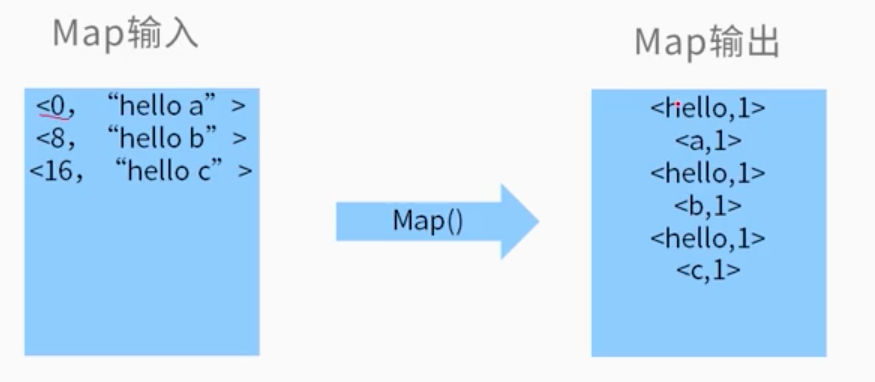 Map输入
Map输出
<0, “hello a” >
<8, “hello b” >
<16, “hello c” >
Map()
<hello,1>
<a,1>
<hello,1>
<b,1>
<hello,1>
<c,1>